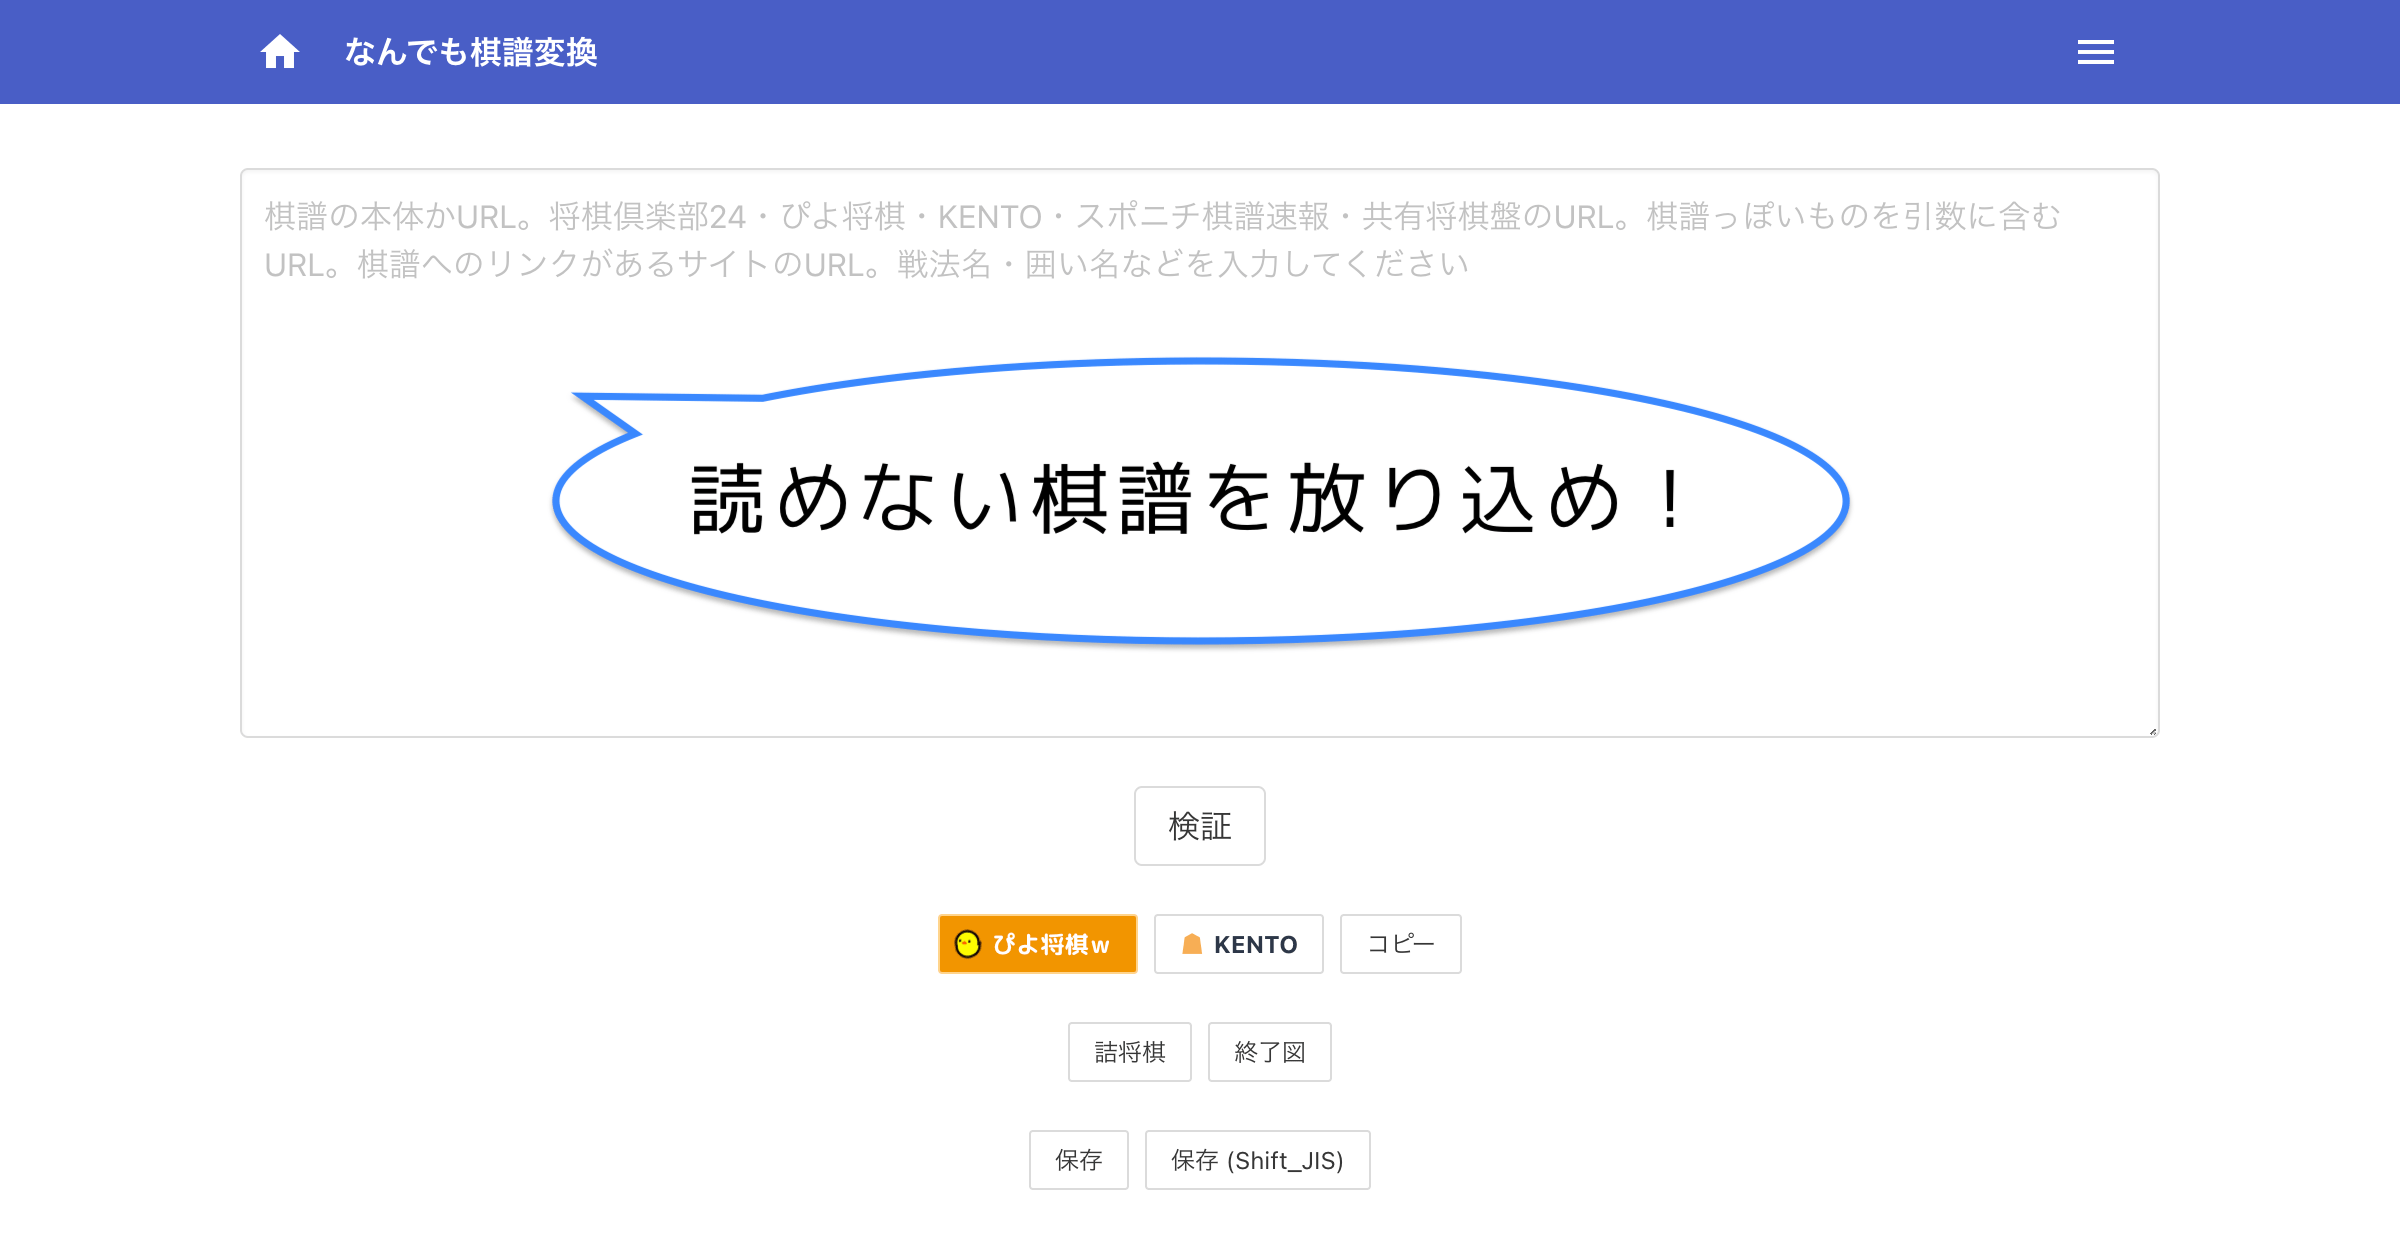 なんでも棋譜変換
棋譜の本体かURL。将棋倶楽部24・ぴよ将棋・KENTO・スポニチ棋譜速報・共有将棋盤のURL。棋譜っぽいものを引数に含む
URL。棋譜へのリンクがあるサイトのURL。戦法名・囲い名などを入力してください
読めない棋譜を放り込め！
検証
ぴよ将棋w KENTO コピー
詰将棋 終了図
保存 保存 (Shift_JIS)